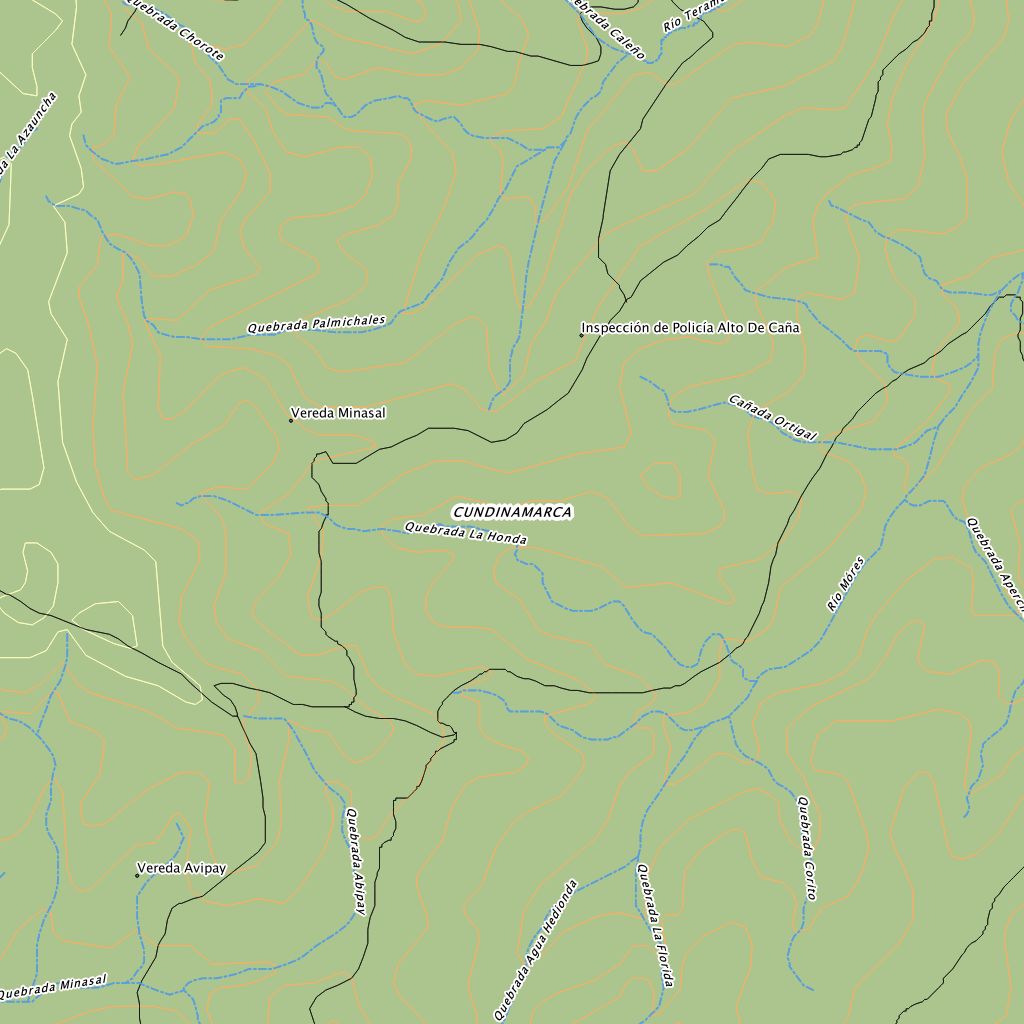 Quebrada Chorote
Quebrada Caleño
Río Teram
La Azauncha
Quebrada Palmichales
Inspección de Policía Alto De Caña
Vereda Minasal
Cañada Ortigal
CUNDINAMARCA
Quebrada La Honda
Quebrada Aperch
Río Móres
Quebrada Corito
Quebrada Abipay
Vereda Avipay
Quebrada La Florida
Quebrada Agua Hedionda
Quebrada Minasal